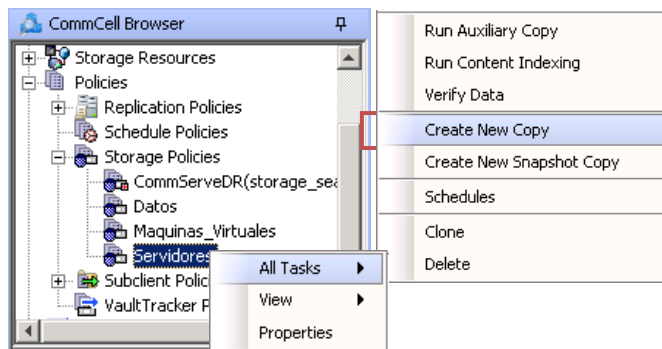 CommCell Browser
Storage Resources
Policies
Replication Policies
Schedule Policies
Storage Policies
CommServeDR(storage_sea
Datos
Maquinas_Virtuales
Servidores
Subclient Polic
VaultTracker P
All Tasks
View
Properties
Run Auxiliary Copy
Run Content Indexing
Verify Data
Create New Copy
Create New Snapshot Copy
Schedules
Clone
Delete